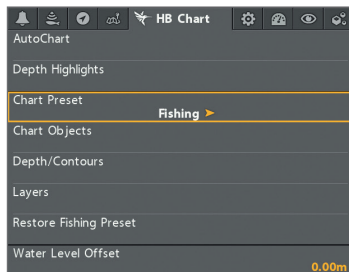 HB Chart
AutoChart
Depth Highlights
Chart Preset
Fishing
Chart Objects
Depth/Contours
Layers
Restore Fishing Preset
Water Level Offset
0.00m